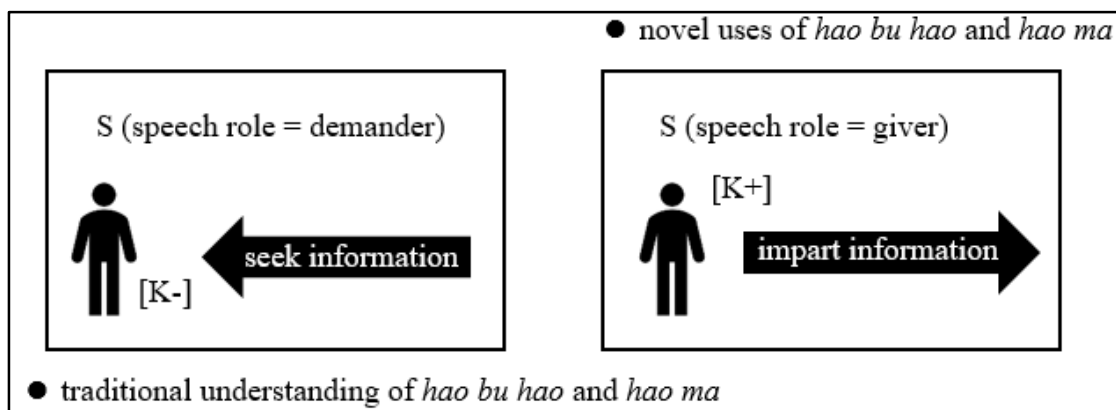 ● novel uses of hao bu hao and hao ma
S (speech role = demander)
S (speech role = giver)
[K+]
seek information
impart information
[K-]
● traditional understanding of hao bu hao and hao ma